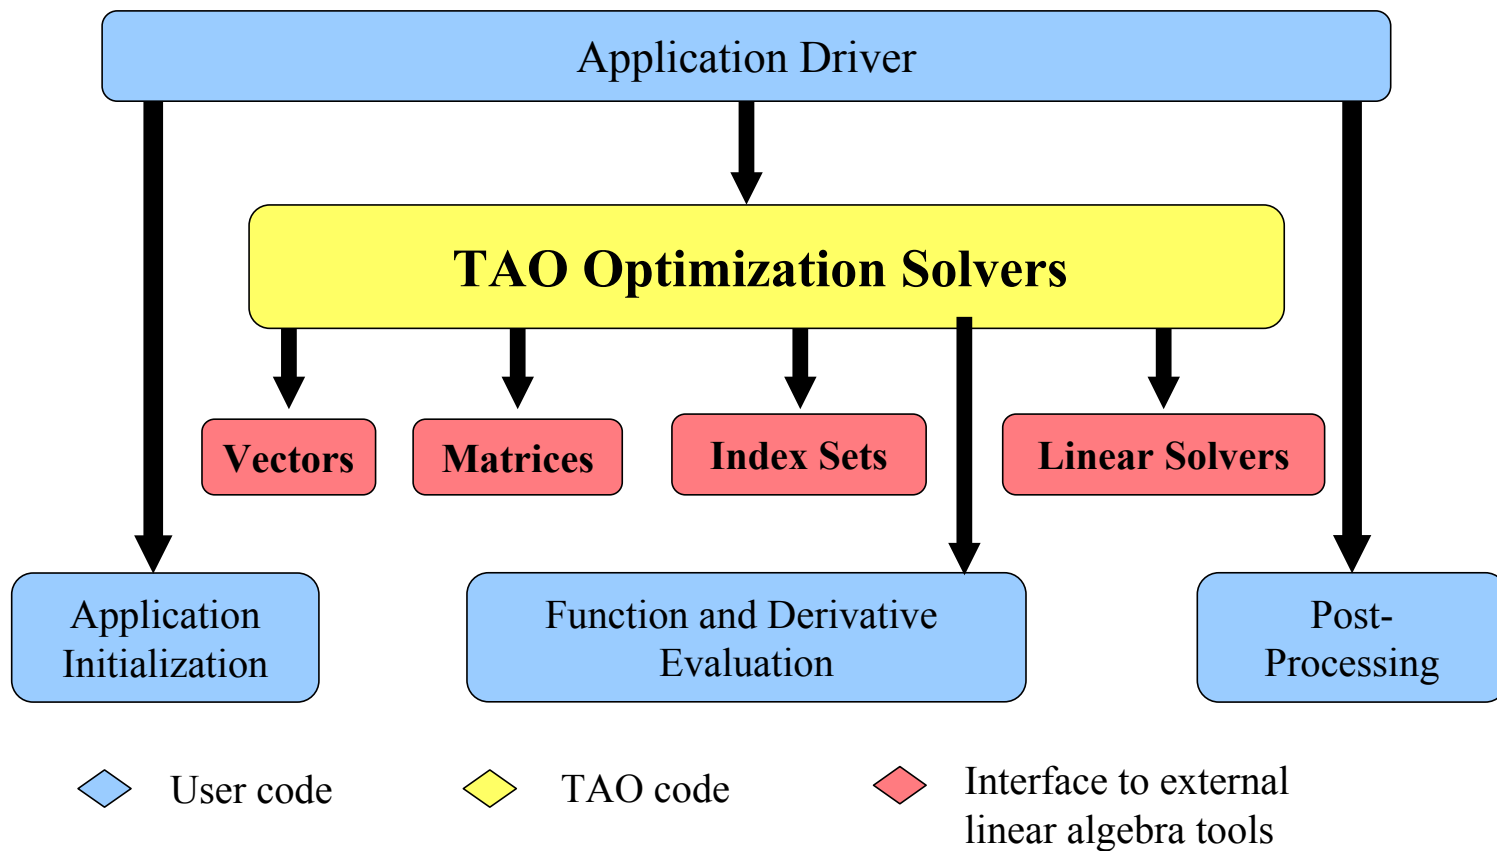 Application Driver
TAO Optimization Solvers
Vectors
Matrices
Index Sets
Linear Solvers
Application
Initialization
Function and Derivative
Evaluation
Post-
Processing
User code
TAO code
Interface to external
linear algebra tools